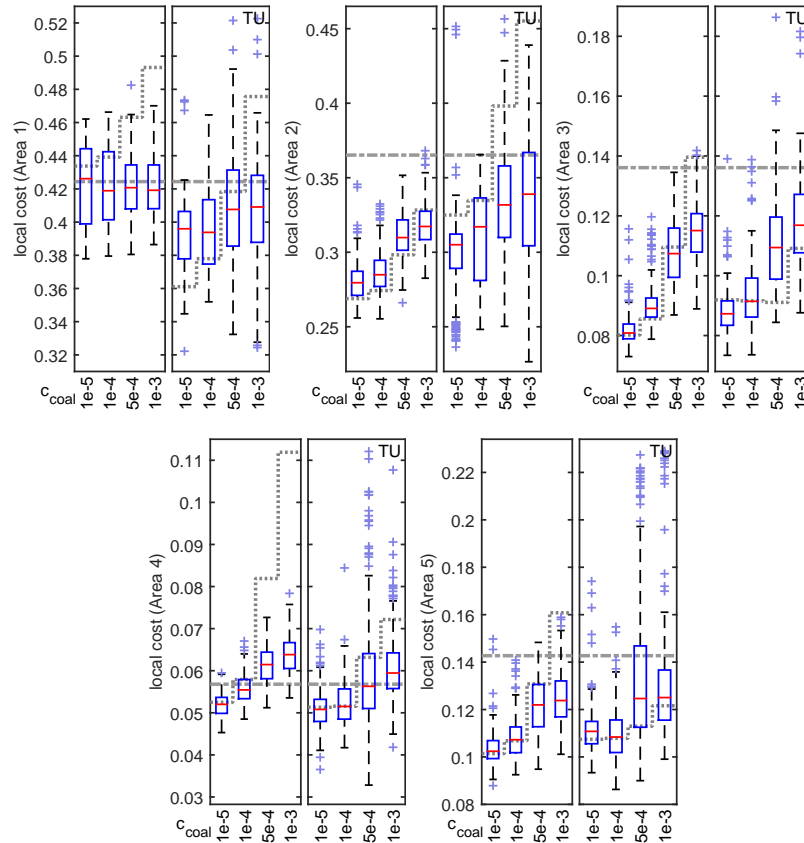 TU
0.52
0.5
0.48
0.46
0.44
0.42
0.4
0.38
0.36
0.34
0.32
local cost (Area 1)
c_coal
1e-5
1e-4
5e-4
1e-3
1e-5
1e-4
5e-4
1e-3
TU
0.45
0.4
0.35
0.3
0.25
local cost (Area 2)
1e-5
1e-4
5e-4
1e-3
1e-5
1e-4
5e-4
1e-3
c_coal
TU
0.18
0.16
0.14
0.12
0.1
0.08
local cost (Area 3)
c_coal
1e-5
1e-4
5e-4
1e-3
1e-5
1e-4
5e-4
1e-3
TU
0.11
0.1
0.09
0.08
0.07
0.06
0.05
0.04
0.03
local cost (Area 4)
c_coal
1e-5
1e-4
5e-4
1e-3
1e-5
1e-4
5e-4
1e-3
TU
0.22
0.2
0.18
0.16
0.14
0.12
0.1
0.08
local cost (Area 5)
c_coal
1e-5
1e-4
5e-4
1e-3
1e-5
1e-4
5e-4
1e-3